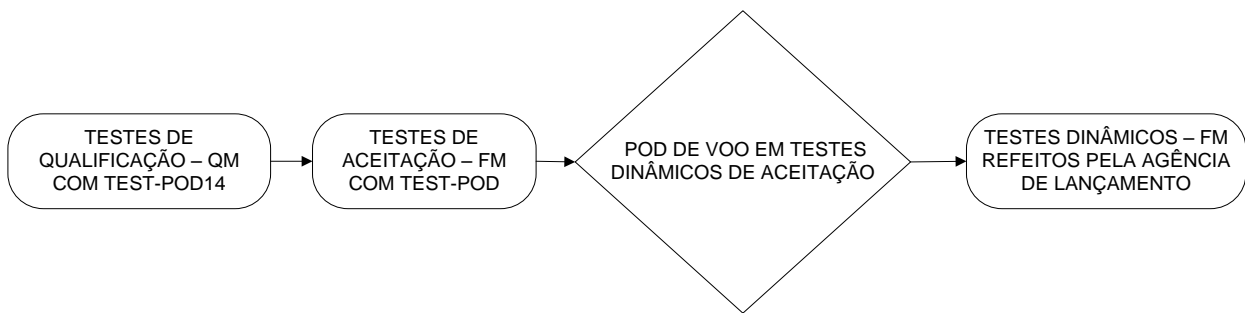 TESTES DE
QUALIFICAÇÃO – QM
COM TEST-POD14
TESTES DE
ACEITAÇÃO – FM
COM TEST-POD
POD DE VOO EM TESTES
DINÂMICOS DE ACEITAÇÃO
TESTES DINÂMICOS – FM
REFEITOS PELA AGÊNCIA
DE LANÇAMENTO